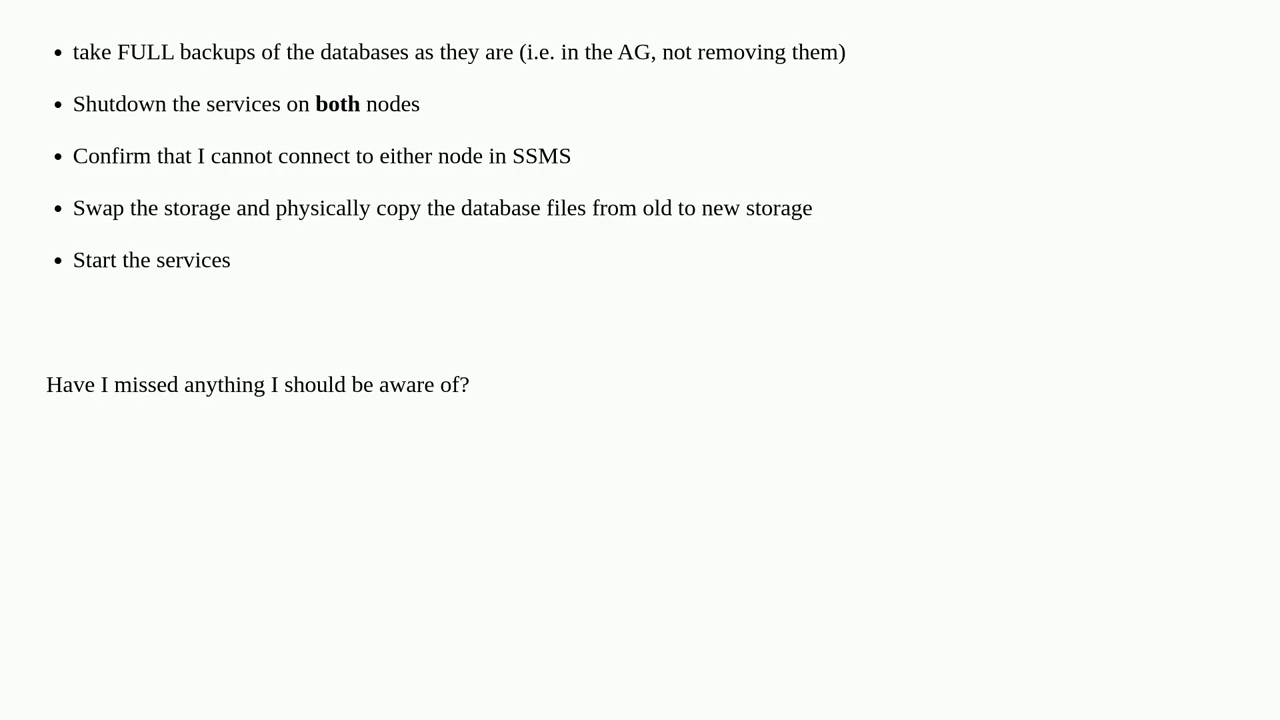 • take FULL backups of the databases as they are (i.e. in the AG, not removing them)
• Shutdown the services on both nodes
• Confirm that I cannot connect to either node in SSMS
• Swap the storage and physically copy the database files from old to new storage
• Start the services
Have I missed anything I should be aware of?